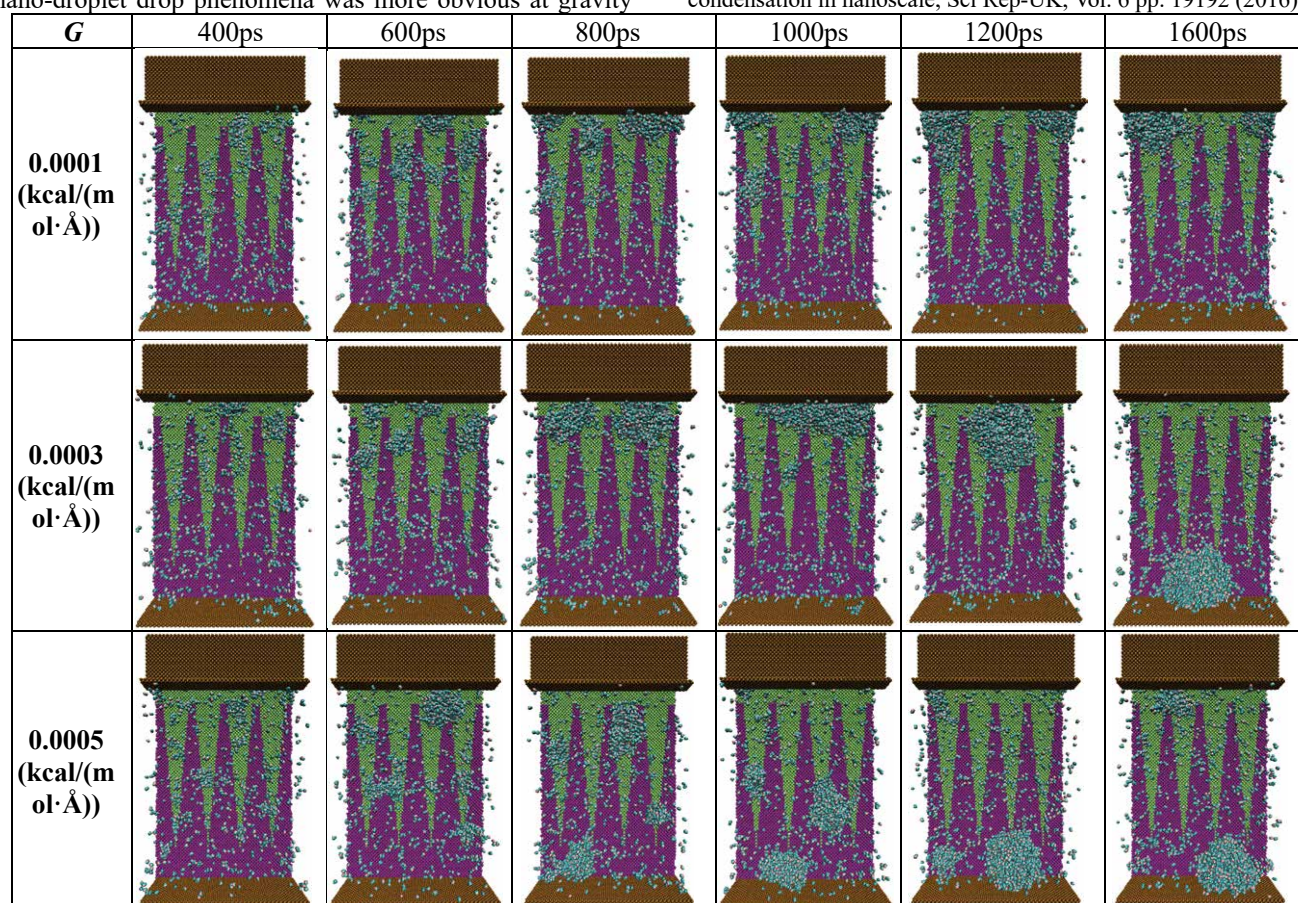 nano-droplet drop phenomena was more obvious at gravity
condensation in nanoscale, Sci Rep-UK, Vol. 6 pp. 19192 (2016)
G 400ps 600ps 800ps 1000ps 1200ps 1600ps
0.0001
(kcal/(m
ol·Å))
0.0003
(kcal/(m
ol·Å))
0.0005
(kcal/(m
ol·Å))